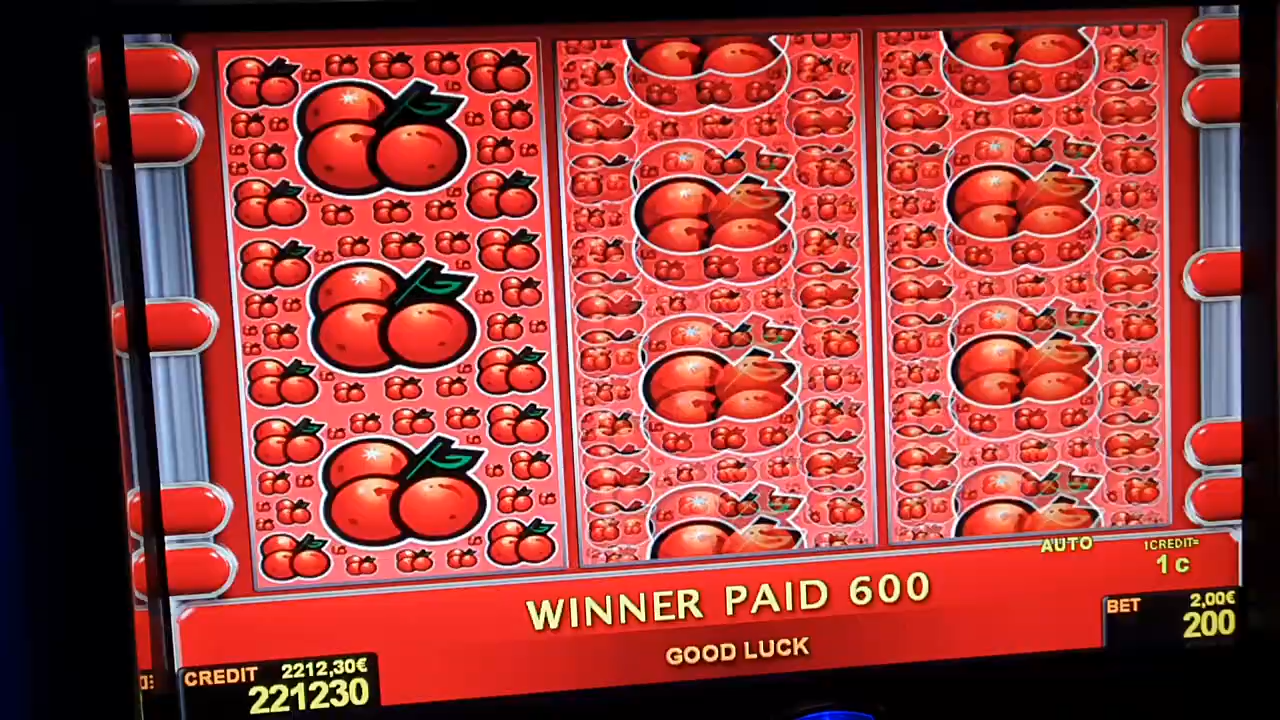 AUTO
1CREDIT=
1 c
WINNER PAID 600
GOOD LUCK
BET 2,00€
200
CREDIT 2212,30€
221230